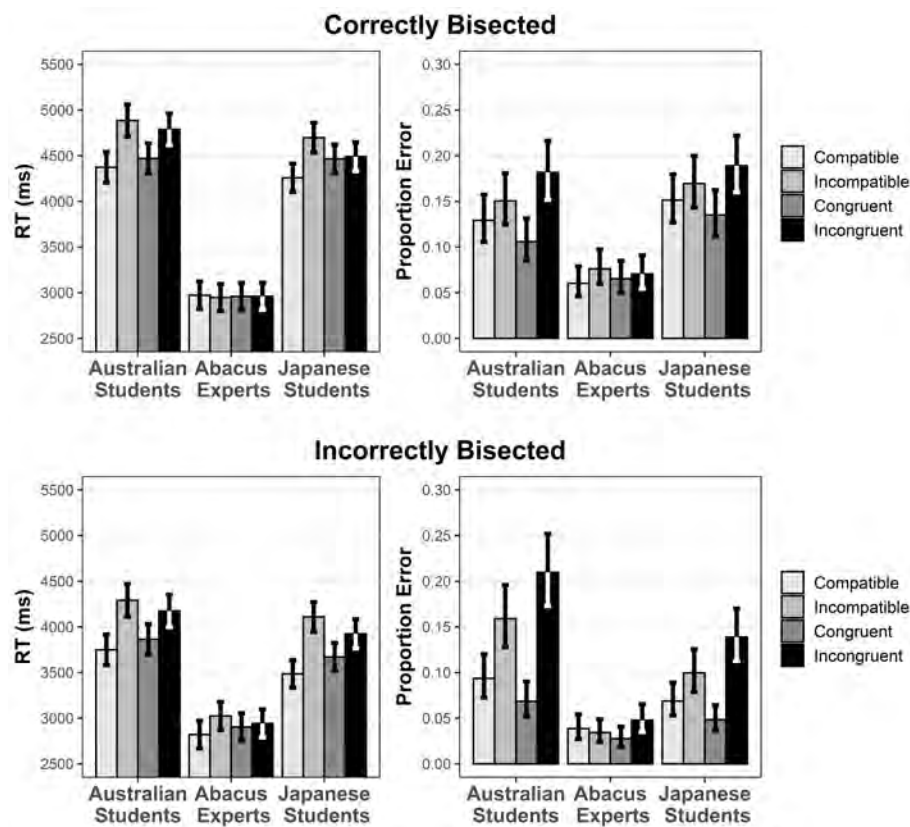 Correctly Bisected
5500
5000
4500
4000
3500
3000
2500
RT (ms)
Australian Students
Abacus Experts
Japanese Students
0.30
0.25
0.20
0.15
0.10
0.05
0.00
Proportion Error
Australian Students
Abacus Experts
Japanese Students
Compatible
Incompatible
Congruent
Incongruent
Incorrectly Bisected
5500
5000
4500
4000
3500
3000
2500
RT (ms)
Australian Students
Abacus Experts
Japanese Students
0.30
0.25
0.20
0.15
0.10
0.05
0.00
Proportion Error
Australian Students
Abacus Experts
Japanese Students
Compatible
Incompatible
Congruent
Incongruent